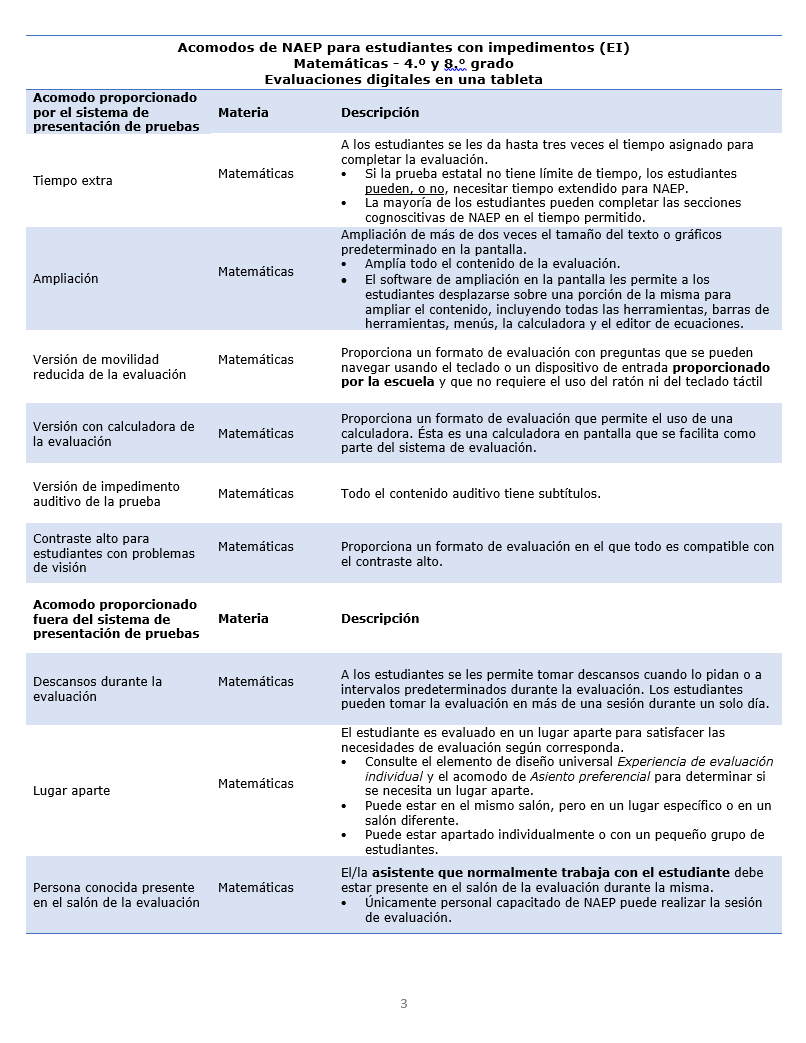 Acomodos de NAEP para estudiantes con impedimentos (EI)
Matemáticas - 4.º y 8.º grado
Evaluaciones digitales en una tableta
Acomodo proporcionado
por el sistema de
presentación de pruebas
Materia
Descripción
Tiempo extra
Matemáticas
A los estudiantes se les da hasta tres veces el tiempo asignado para
completar la evaluación.
• Si la prueba estatal no tiene límite de tiempo, los estudiantes
pueden, o no, necesitar tiempo extendido para NAEP.
• La mayoría de los estudiantes pueden completar las secciones
cognoscitivas de NAEP en el tiempo permitido.
Ampliación
Matemáticas
Ampliación de más de dos veces el tamaño del texto o gráficos
predeterminado en la pantalla.
• Amplía todo el contenido de la evaluación.
• El software de ampliación en la pantalla les permite a los
estudiantes desplazarse sobre una porción de la misma para
ampliar el contenido, incluyendo todas las herramientas, barras de
herramientas, menús, la calculadora y el editor de ecuaciones.
Versión de movilidad
reducida de la evaluación
Matemáticas
Proporciona un formato de evaluación con preguntas que se pueden
navegar usando el teclado o un dispositivo de entrada proporcionado
por la escuela y que no requiere el uso del ratón ni del teclado táctil
Versión con calculadora de
la evaluación
Matemáticas
Proporciona un formato de evaluación que permite el uso de una
calculadora. Ésta es una calculadora en pantalla que se facilita como
parte del sistema de evaluación.
Versión de impedimento
auditivo de la prueba
Matemáticas
Todo el contenido auditivo tiene subtítulos.
Contraste alto para
estudiantes con problemas
de visión
Matemáticas
Proporciona un formato de evaluación en el que todo es compatible con
el contraste alto.
Acomodo proporcionado
fuera del sistema de
presentación de pruebas
Materia
Descripción
Descansos durante la
evaluación
Matemáticas
A los estudiantes se les permite tomar descansos cuando lo pidan o a
intervalos predeterminados durante la evaluación. Los estudiantes
pueden tomar la evaluación en más de una sesión durante un solo día.
Lugar aparte
Matemáticas
El estudiante es evaluado en un lugar aparte para satisfacer las
necesidades de evaluación según corresponda.
• Consulte el elemento de diseño universal Experiencia de evaluación
individual y el acomodo de Asiento preferencial para determinar si
se necesita un lugar aparte.
• Puede estar en el mismo salón, pero en un lugar específico o en un
salón diferente.
• Puede estar apartado individualmente o con un pequeño grupo de
estudiantes.
Persona conocida presente
en el salón de la evaluación
Matemáticas
El/la asistente que normalmente trabaja con el estudiante debe
estar presente en el salón de la evaluación durante la misma.
• Únicamente personal capacitado de NAEP puede realizar la sesión
de evaluación.
3